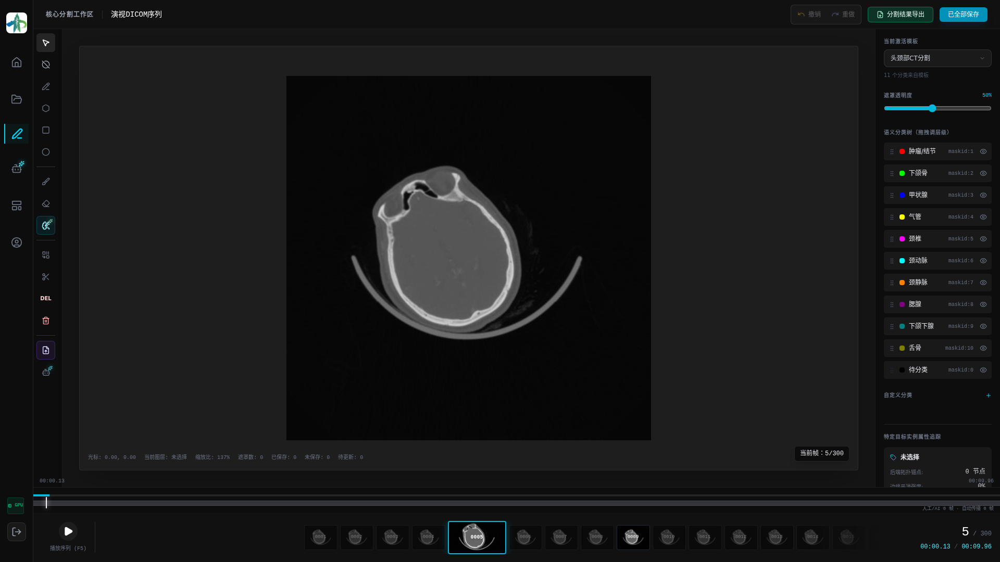 核心分割工作区
演视DICOM序列
撤销
重做
分割结果导出
已全部保存
当前激活模板
头颈部CT分割
11 个分类来自模板
遮罩透明度
50%
语义分类树（拖拽调层级）
肿瘤/结节
maskid:1
下颌骨
maskid:2
甲状腺
maskid:3
气管
maskid:4
颈椎
maskid:5
颈动脉
maskid:6
颈静脉
maskid:7
腮腺
maskid:8
下颌下腺
maskid:9
舌骨
maskid:10
待分类
maskid:0
自定义分类
特定目标实例属性追踪
未选择
后端拓扑锚点:
0 节点
边缘平滑强度:
0%
DEL
光标: 0.00, 0.00
当前图层: 未选择
缩放比: 137%
遮罩数: 0
已保存: 0
未保存: 0
待更新: 0
当前帧：5/300
00:00.13
00:09.96
GPU
人工/AI 0 帧 · 自动传播 0 帧
播放序列 (F5)
0001
0002
0003
0004
0005
0006
0007
0008
0009
0010
0011
0012
0013
0014
0015
5 / 300
00:00.13 / 00:09.96